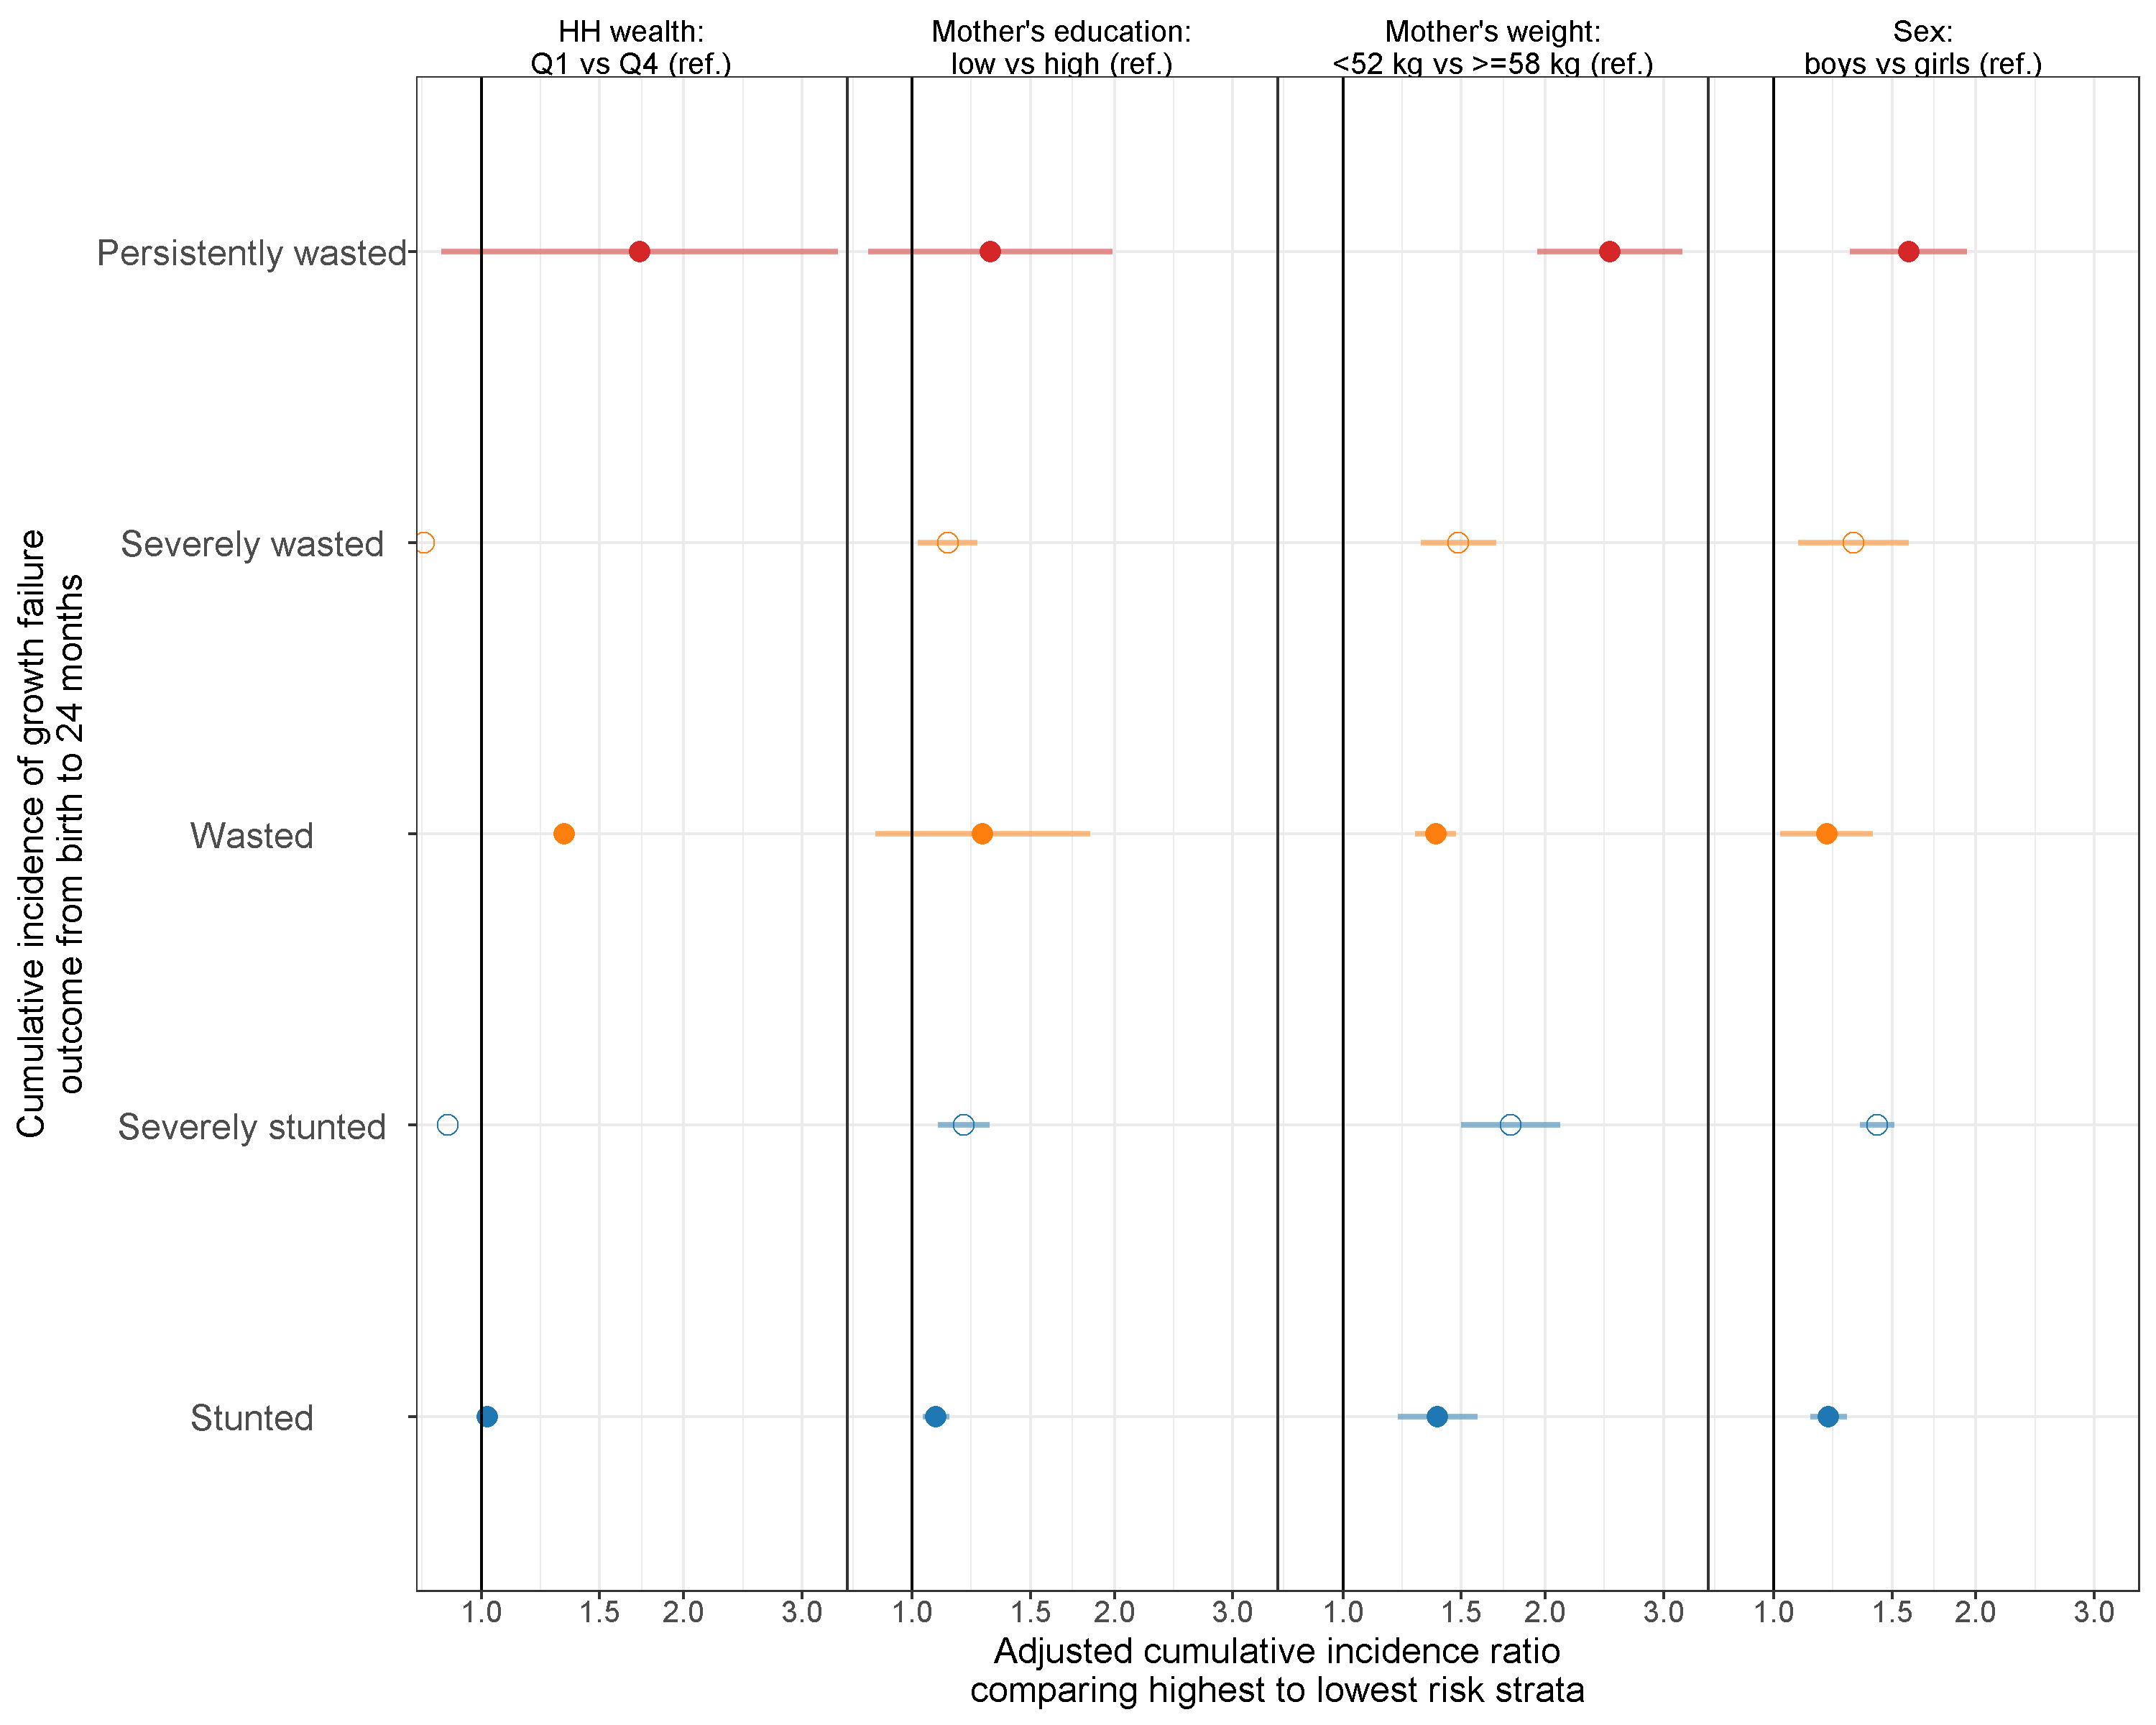 HH wealth:
Q1 vs Q4 (ref.)
Mother's education:
low vs high (ref.)
Mother's weight:
<52 kg vs >=58 kg (ref.)
Sex:
boys vs girls (ref.)
Cumulative incidence of growth failure
outcome from birth to 24 months
Persistently wasted
Severely wasted
Wasted
Severely stunted
Stunted
1.0 1.5 2.0 3.0
1.0 1.5 2.0 3.0
1.0 1.5 2.0 3.0
1.0 1.5 2.0 3.0
Adjusted cumulative incidence ratio
comparing highest to lowest risk strata